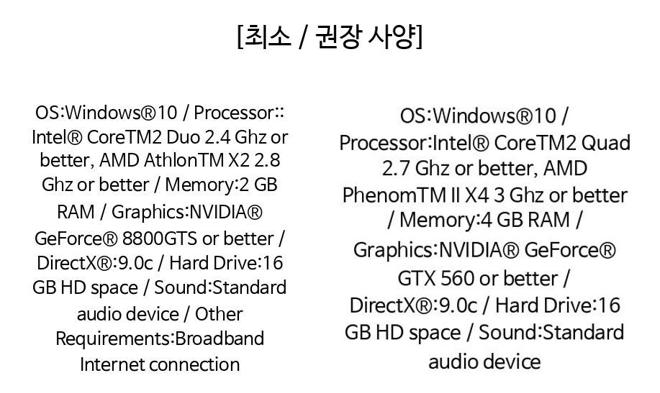 [최소 / 권장 사양]
OS:Windows®10 / Processor::
Intel® CoreTM2 Duo 2.4 Ghz or
better, AMD AthlonTM X2 2.8
Ghz or better / Memory:2 GB
RAM / Graphics:NVIDIA®
GeForce® 8800GTS or better /
DirectX®:9.0c / Hard Drive:16
GB HD space / Sound:Standard
audio device / Other
Requirements:Broadband
Internet connection
OS:Windows®10 /
Processor:Intel® CoreTM2 Quad
2.7 Ghz or better, AMD
PhenomTM II X4 3 Ghz or better
/ Memory:4 GB RAM /
Graphics:NVIDIA® GeForce®
GTX 560 or better /
DirectX®:9.0c / Hard Drive:16
GB HD space / Sound:Standard
audio device